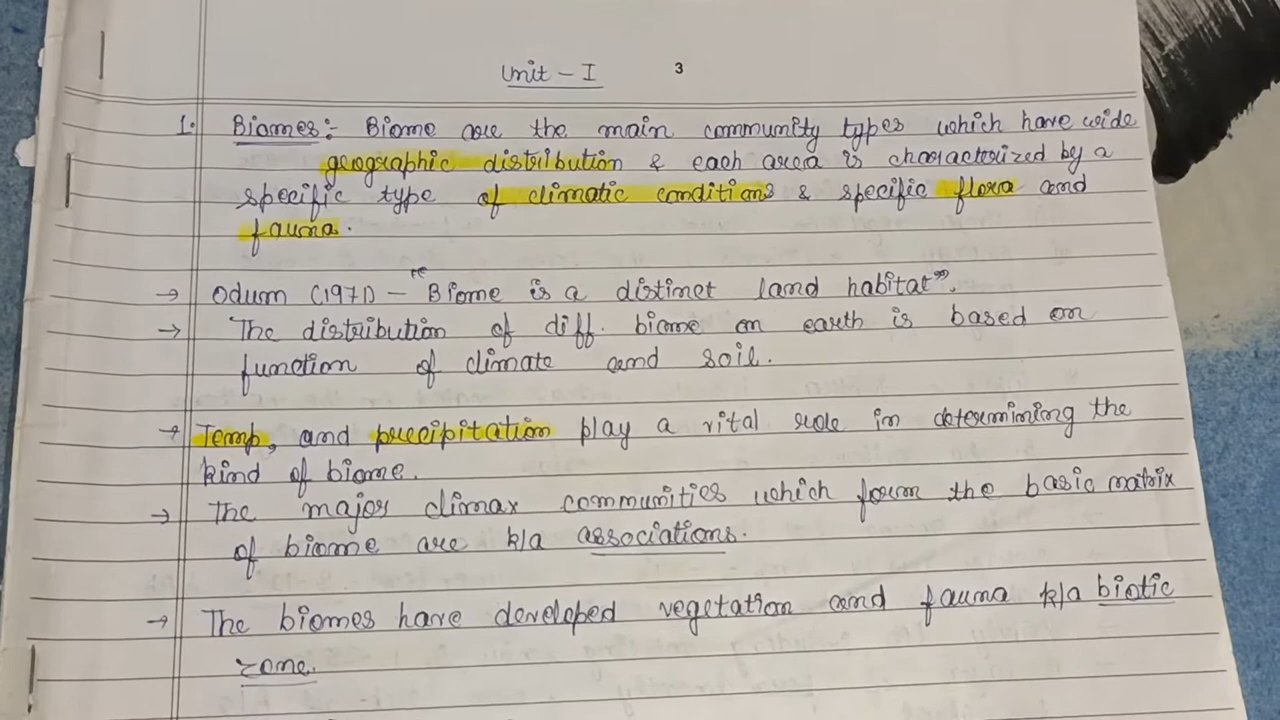 Unit - I 3
1. Biomes:- Biome are the main community types which have wide
geographic distribution & each area is characterized by a
specific type of climatic conditions & specific flora and
fauna.
→ Odum (1971) - "Biome is a distinct land habitat".
→ The distribution of diff. biome on earth is based on
function of climate and soil.
→ Temp, and precipitation play a vital role in determining the
kind of biome.
→ The major climax communities which form the basic matrix
of biome are k/a associations.
→ The biomes have developed vegetation and fauna k/a biotic
zone.